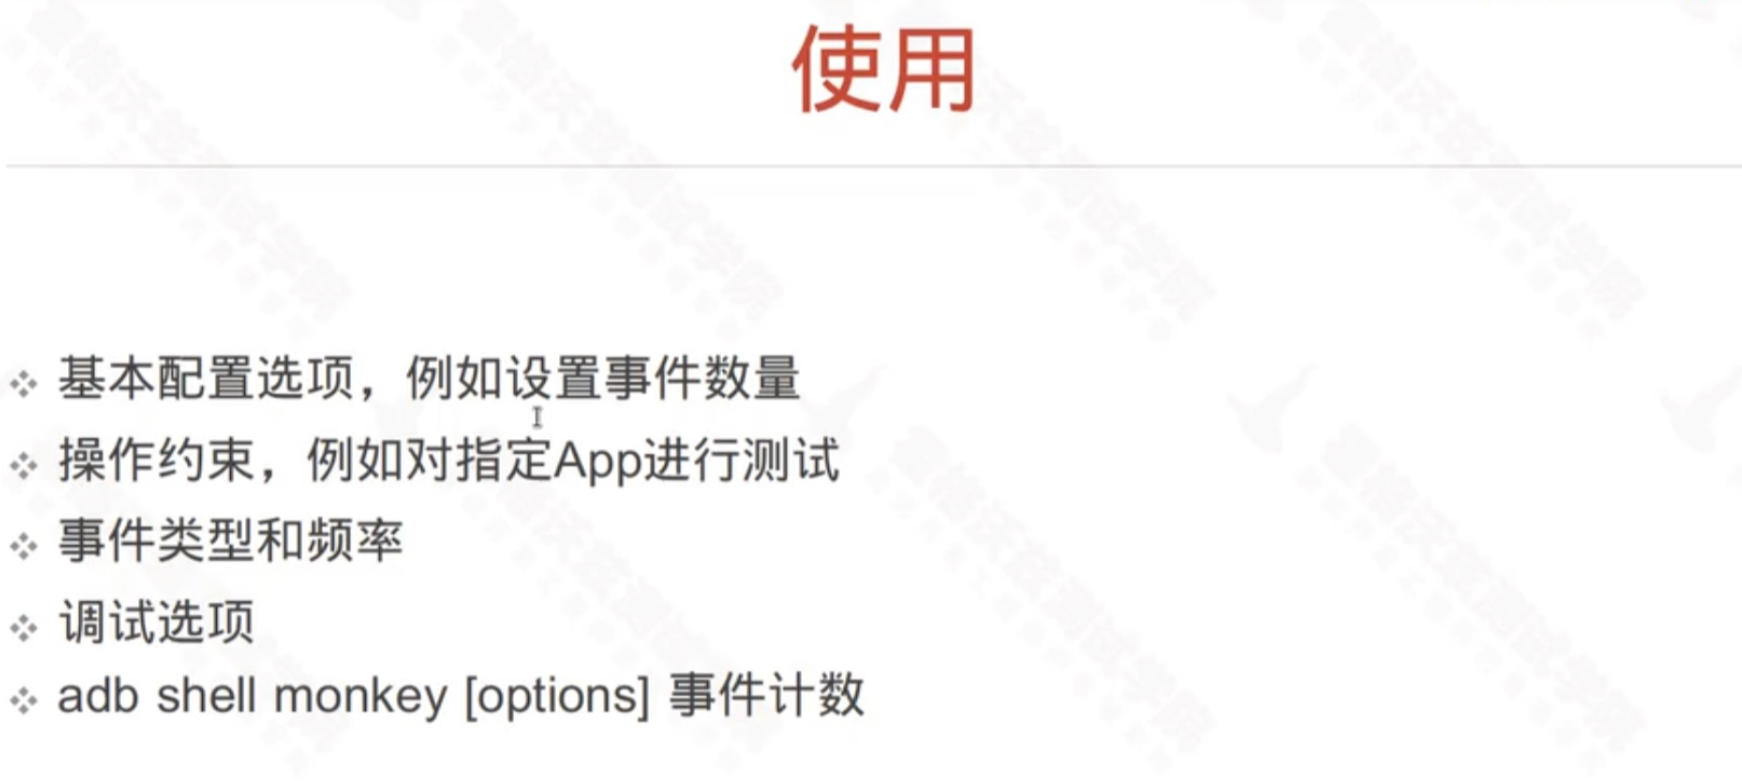 使用
基本配置选项，例如设置事件数量
操作约束，例如对指定App进行测试
事件类型和频率
调试选项
adb shell monkey [options] 事件计数